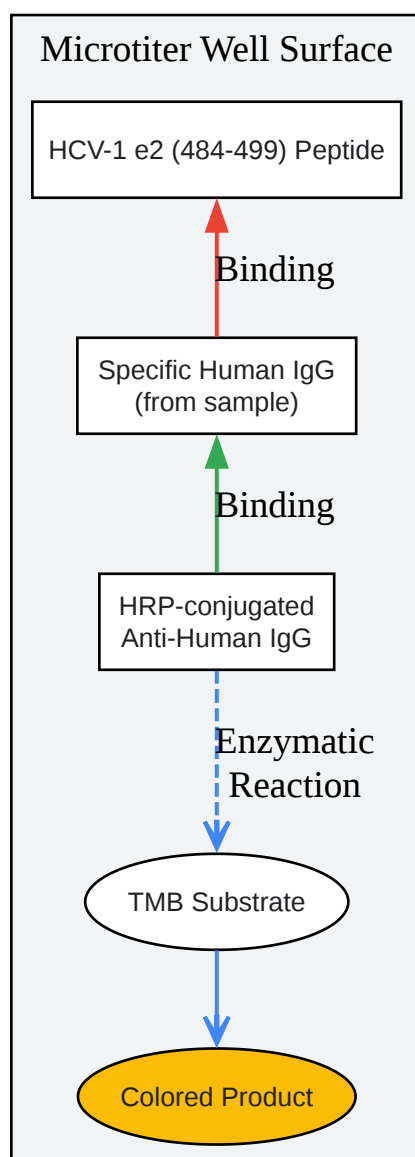 Microtiter Well Surface
HCV-1 e2 (484-499) Peptide
Binding
Specific Human IgG
(from sample)
Binding
HRP-conjugated
Anti-Human IgG
Enzymatic
Reaction
TMB Substrate
Colored Product